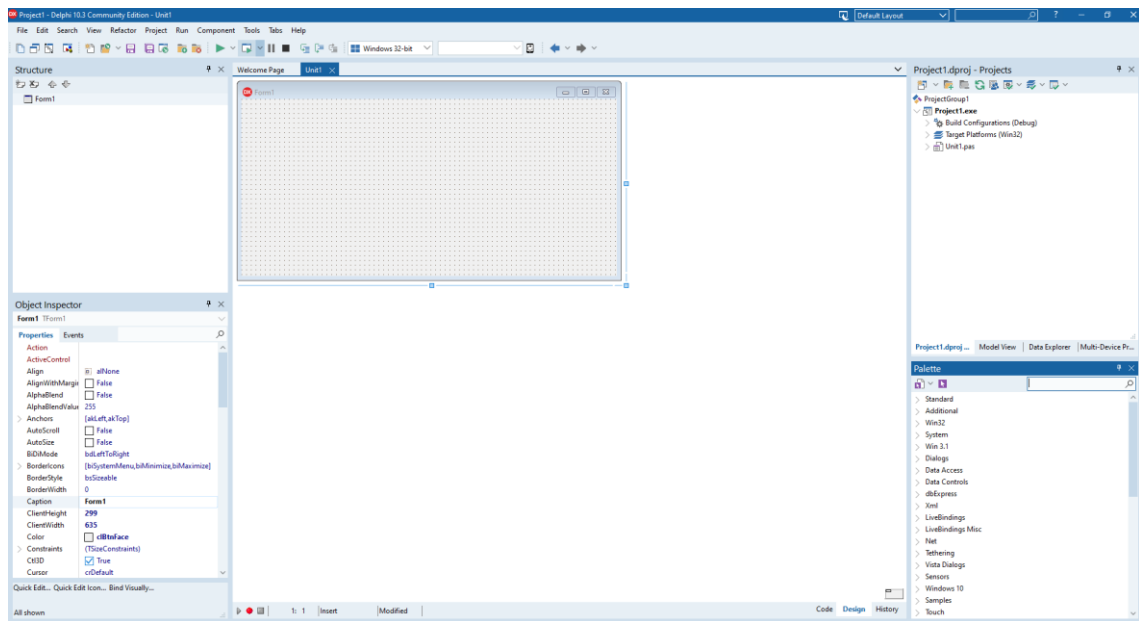 Project1 - Delphi 10.3 Community Edition - Unit1
Default Layout
File Edit Search View Refactor Project Run Component Tools Tabs Help
Windows 32-bit
Structure
Form1
Welcome Page
Unit1
Form1
Project1.dproj - Projects
ProjectGroup1
Project1.exe
Build Configurations (Debug)
Target Platforms (Win32)
Unit1.pas
Object Inspector
Form1 TForm1
Properties Events
Action
ActiveControl
Align alNone
AlignWithMargi False
AlphaBlend False
AlphaBlendValue 255
Anchors [akLeft,akTop]
AutoScroll False
AutoSize False
BiDiMode bdLeftToRight
BorderIcons [biSystemMenu,biMinimize,biMaximize]
BorderStyle bsSizeable
BorderWidth 0
Caption Form1
ClientHeight 299
ClientWidth 635
Color clBtnFace
Constraints (TSizeConstraints)
Ctl3D True
Cursor crDefault
Quick Edit... Quick Edit Icon... Bind Visually...
All shown
1: 1 Insert Modified
Code Design History
Project1.dproj ... Model View Data Explorer Multi-Device Pr...
Palette
Standard
Additional
Win32
System
Win 3.1
Dialogs
Data Access
Data Controls
dbExpress
Xml
LiveBindings
LiveBindings Misc
Net
Tethering
Vista Dialogs
Sensors
Windows 10
Samples
Touch